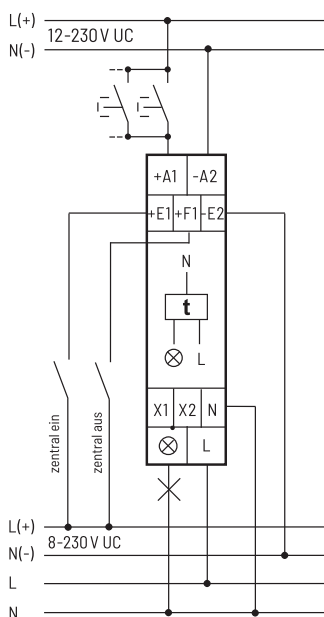 L(+)
12-230 V UC
N(-)
+A1 -A2
+E1 +F1 -E2
N
t
L
X1 X2 N
L
zentral ein
zentral aus
L(+)
8-230 V UC
N(-)
L
N